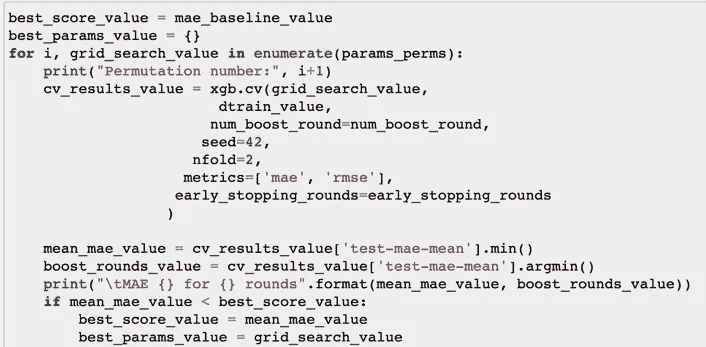 best_score_value = mae_baseline_value
best_params_value = {}
for i, grid_search_value in enumerate(params_perms):
    print("Permutation number:", i+1)
    cv_results_value = xgb.cv(grid_search_value,
                        dtrain_value,
                       num_boost_round=num_boost_round,
                      seed=42,
                     nfold=2,
                    metrics=['mae', 'rmse'],
                   early_stopping_rounds=early_stopping_rounds
                  )
    mean_mae_value = cv_results_value['test-mae-mean'].min()
    boost_rounds_value = cv_results_value['test-mae-mean'].argmin()
    print("\tMAE {} for {} rounds".format(mean_mae_value, boost_rounds_value))
    if mean_mae_value < best_score_value:
        best_score_value = mean_mae_value
        best_params_value = grid_search_value